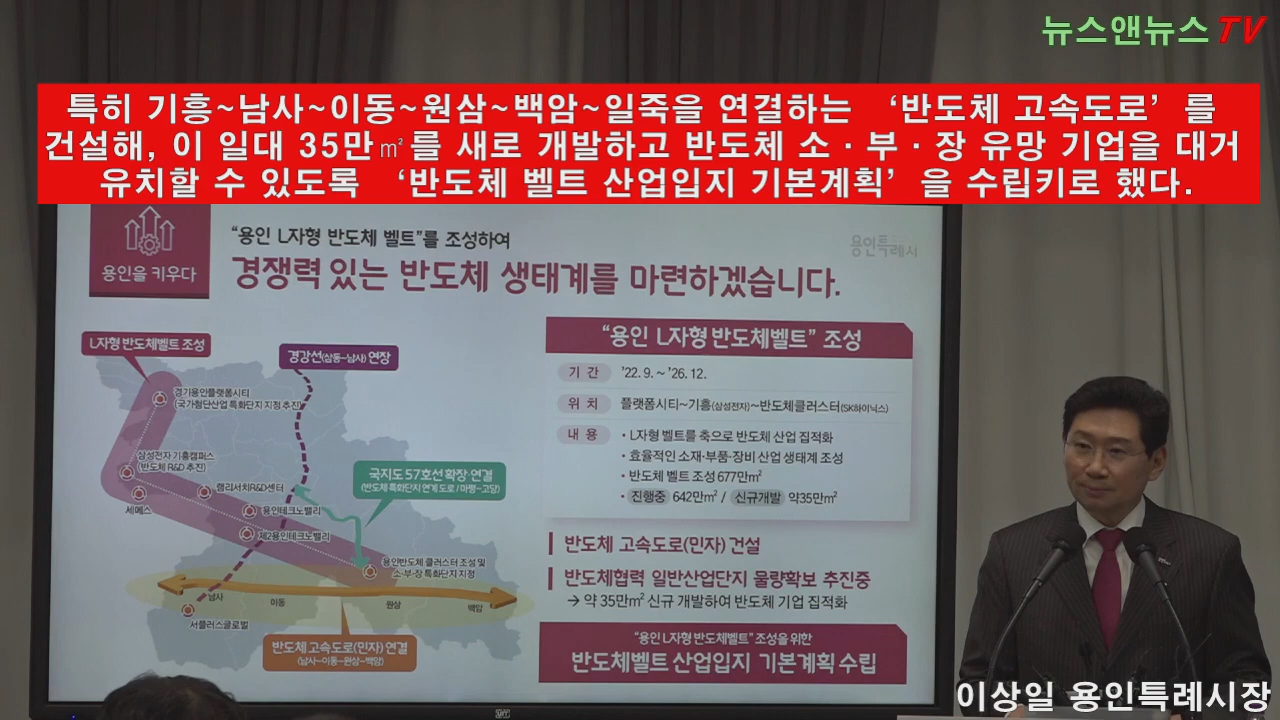 뉴스앤뉴스 TV
특히 기흥~남사~이동~원삼~백암~일죽을 연결하는 ‘반도체 고속도로’를
건설해, 이 일대 35만㎡를 새로 개발하고 반도체 소·부·장 유망 기업을 대거
유치할 수 있도록 ‘반도체 벨트 산업입지 기본계획’을 수립키로 했다.
용인을 키우다
“용인 L자형 반도체 벨트”를 조성하여
경쟁력 있는 반도체 생태계를 마련하겠습니다.
용인특례시
L자형 반도체벨트 조성
경강선(삼동~남사) 연장
경기용인플랫폼시티
(국가첨단산업 특화단지 지정 추진)
삼성전자 기흥캠퍼스
(반도체 R&D 추진)
세메스
램리서치R&D센터
용인테크노밸리
제2용인테크노밸리
국지도 57호선 확장·연결
(반도체 특화단지 연계 도로 / 마평~고당)
용인반도체 클러스터 조성 및
소·부·장 특화단지 지정
남사
이동
원삼
백암
서플러스글로벌
반도체 고속도로(민자) 연결
(남사~이동~원삼~백암)
“용인 L자형 반도체벨트” 조성
기 간 ’22. 9. ~ ’26. 12.
위 치 플랫폼시티~기흥(삼성전자)~반도체클러스터(SK하이닉스)
내 용 • L자형 벨트를 축으로 반도체 산업 집적화
• 효율적인 소재·부품·장비 산업 생태계 조성
• 반도체 벨트 조성 677만㎡
• 진행중 642만㎡ / 신규개발 약35만㎡
반도체 고속도로(민자) 건설
반도체협력 일반산업단지 물량확보 추진중
→ 약 35만㎡ 신규 개발하여 반도체 기업 집적화
“용인 L자형 반도체벨트” 조성을 위한
반도체벨트 산업입지 기본계획 수립
이상일 용인특례시장